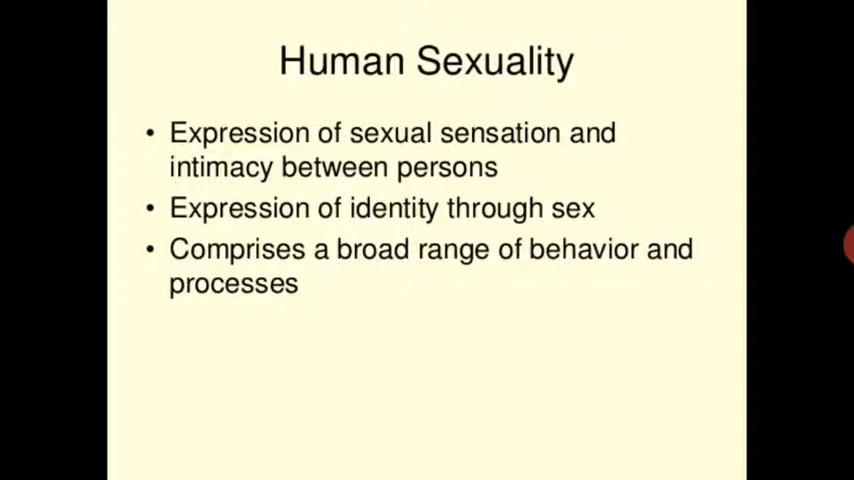 Human Sexuality
• Expression of sexual sensation and
intimacy between persons
• Expression of identity through sex
• Comprises a broad range of behavior and
processes